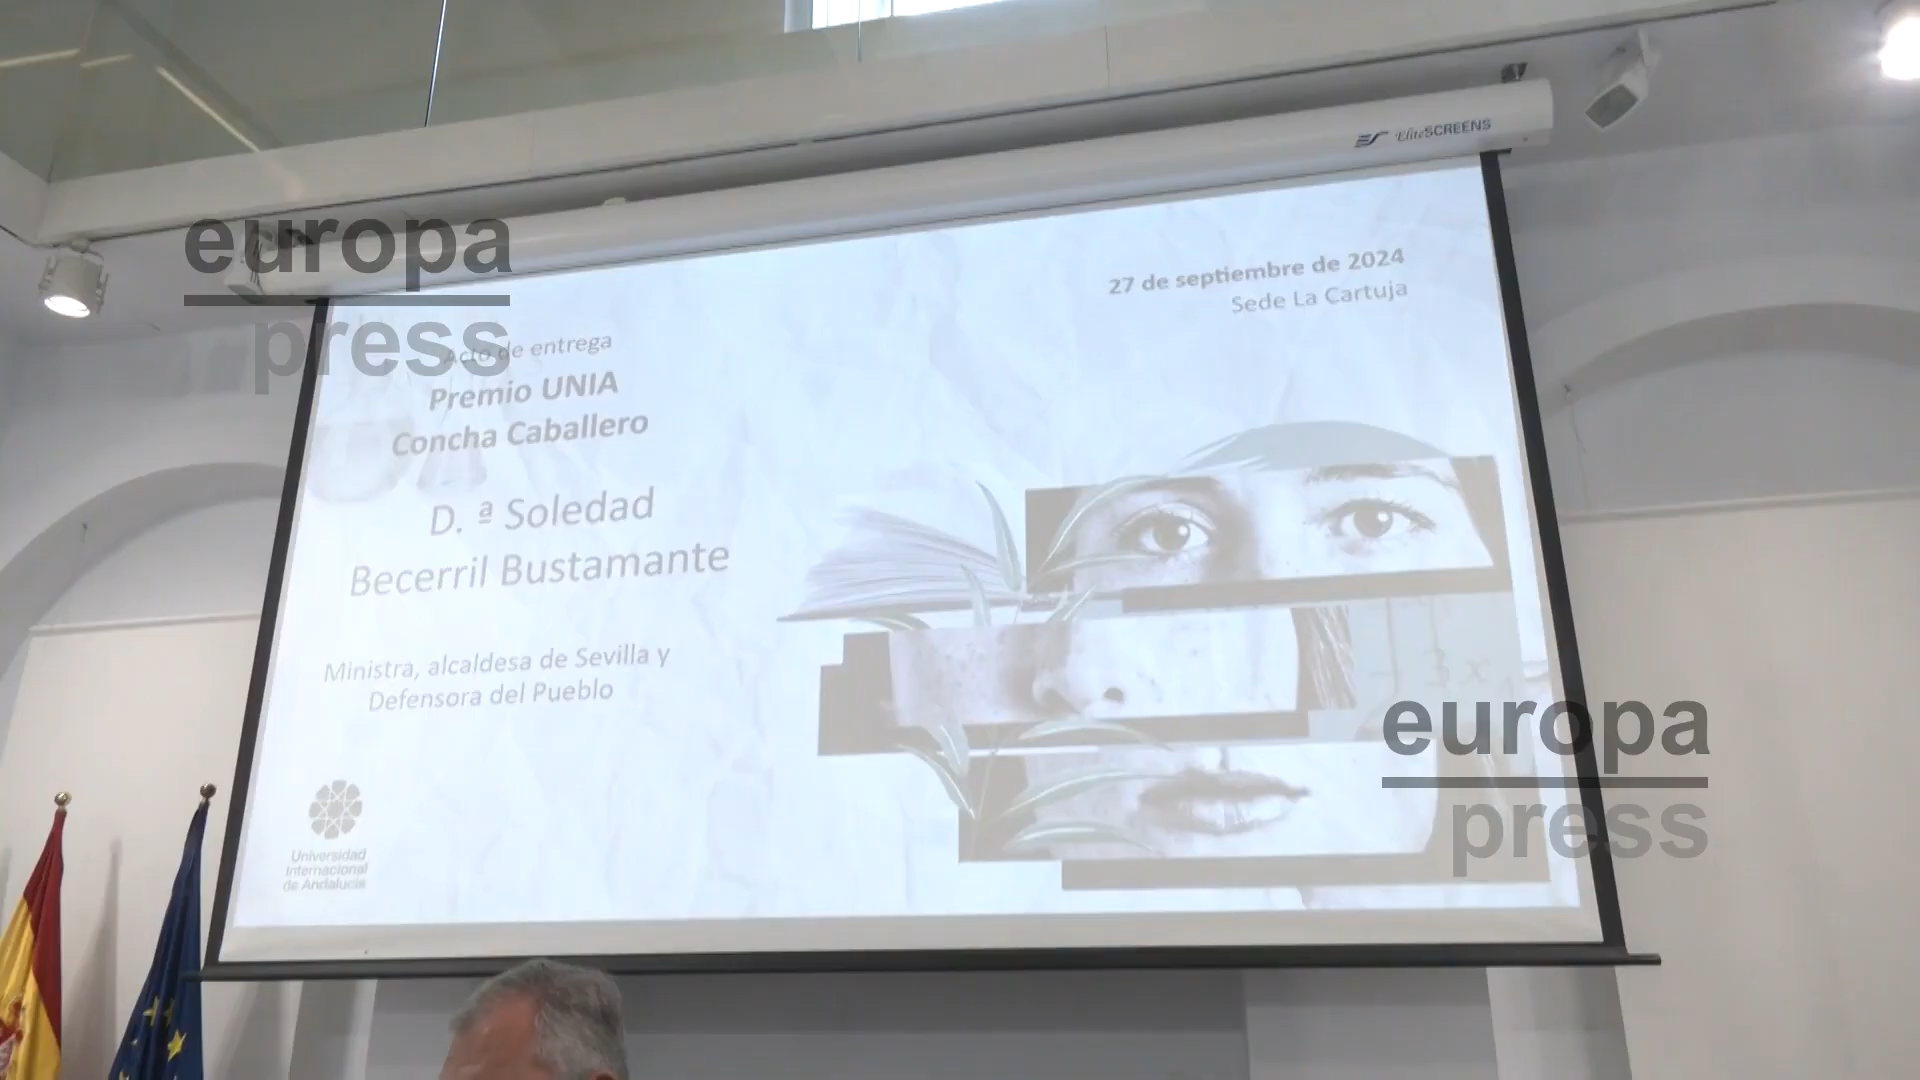 EliteSCREENS
europa
press
27 de septiembre de 2024
Sede La Cartuja
Acto de entrega
Premio UNIA
Concha Caballero
D. ª Soledad
Becerril Bustamante
Ministra, alcaldesa de Sevilla y
Defensora del Pueblo
Universidad
Internacional
de Andalucía
3x
europa
press